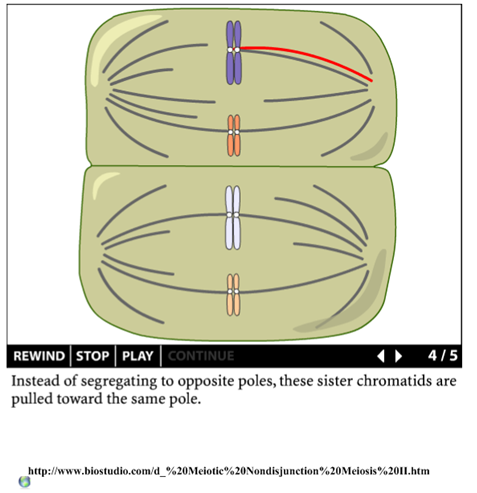 REWIND STOP PLAY CONTINUE 4 / 5
Instead of segregating to opposite poles, these sister chromatids are
pulled toward the same pole.
http://www.biostudio.com/d_%20Meiotic%20Nondisjunction%20Meiosis%20II.htm